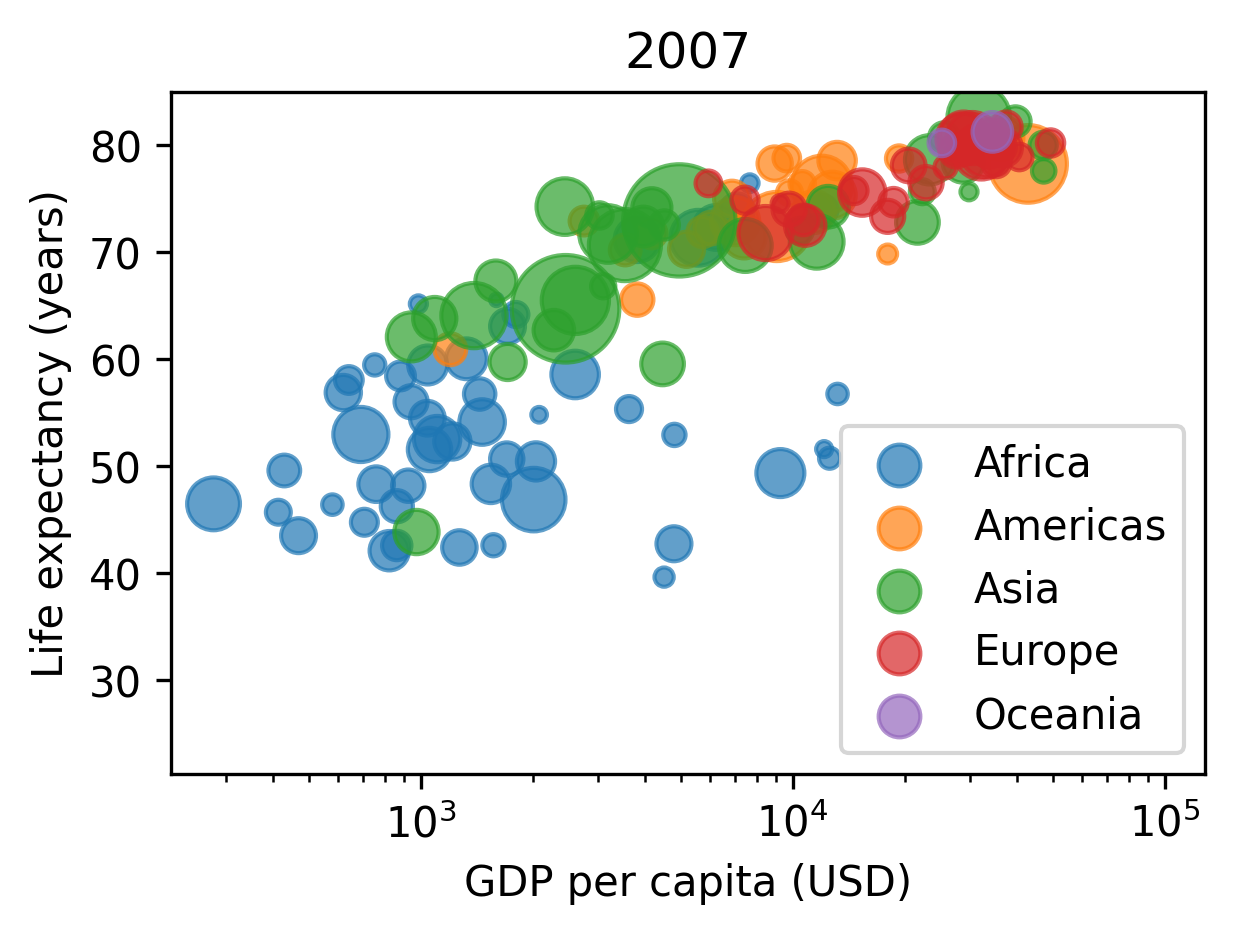 2007
Life expectancy (years)
80
70
60
50
40
30
Africa
Americas
Asia
Europe
Oceania
10³
10⁴
10⁵
GDP per capita (USD)